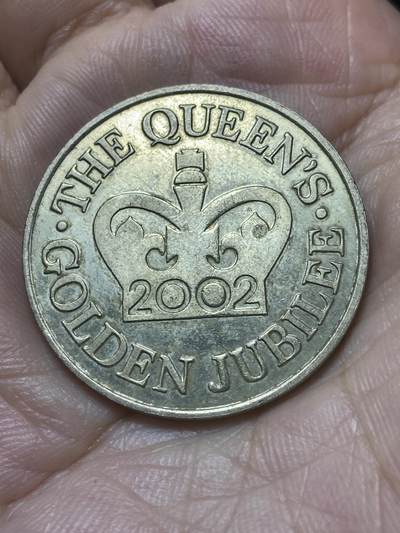 · THE QUEEN'S ·
GOLDEN JUBILEE
2002